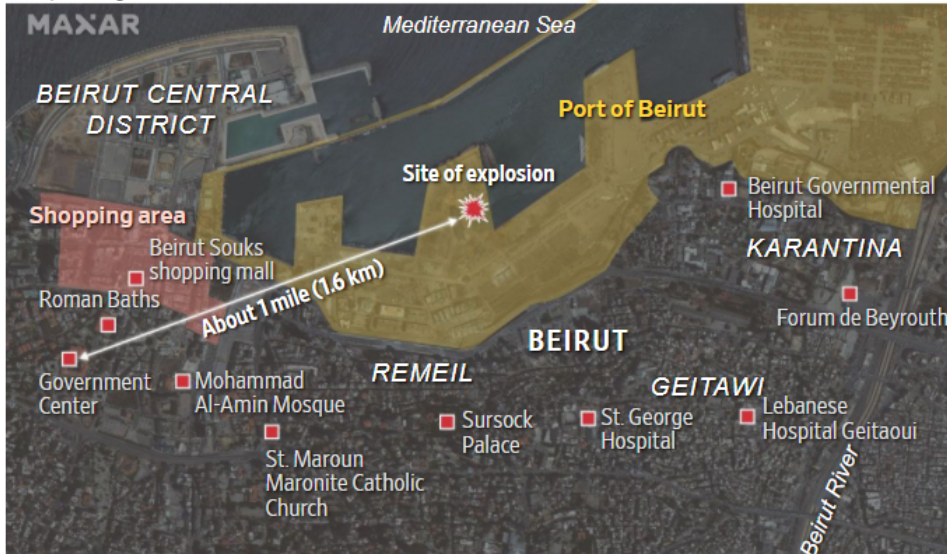 MAXAR
Mediterranean Sea
BEIRUT CENTRAL
DISTRICT
Port of Beirut
Site of explosion
Beirut Governmental
Hospital
Shopping area
Beirut Souks
shopping mall
KARANTINA
About 1 mile (1.6 km)
Roman Baths
Forum de Beyrouth
BEIRUT
Government
Center
Mohammad
Al-Amin Mosque
REMEIL
GEITAWI
Sursock
Palace
St. George
Hospital
Lebanese
Hospital Geitaoui
St. Maroun
Maronite Catholic
Church
Beirut River